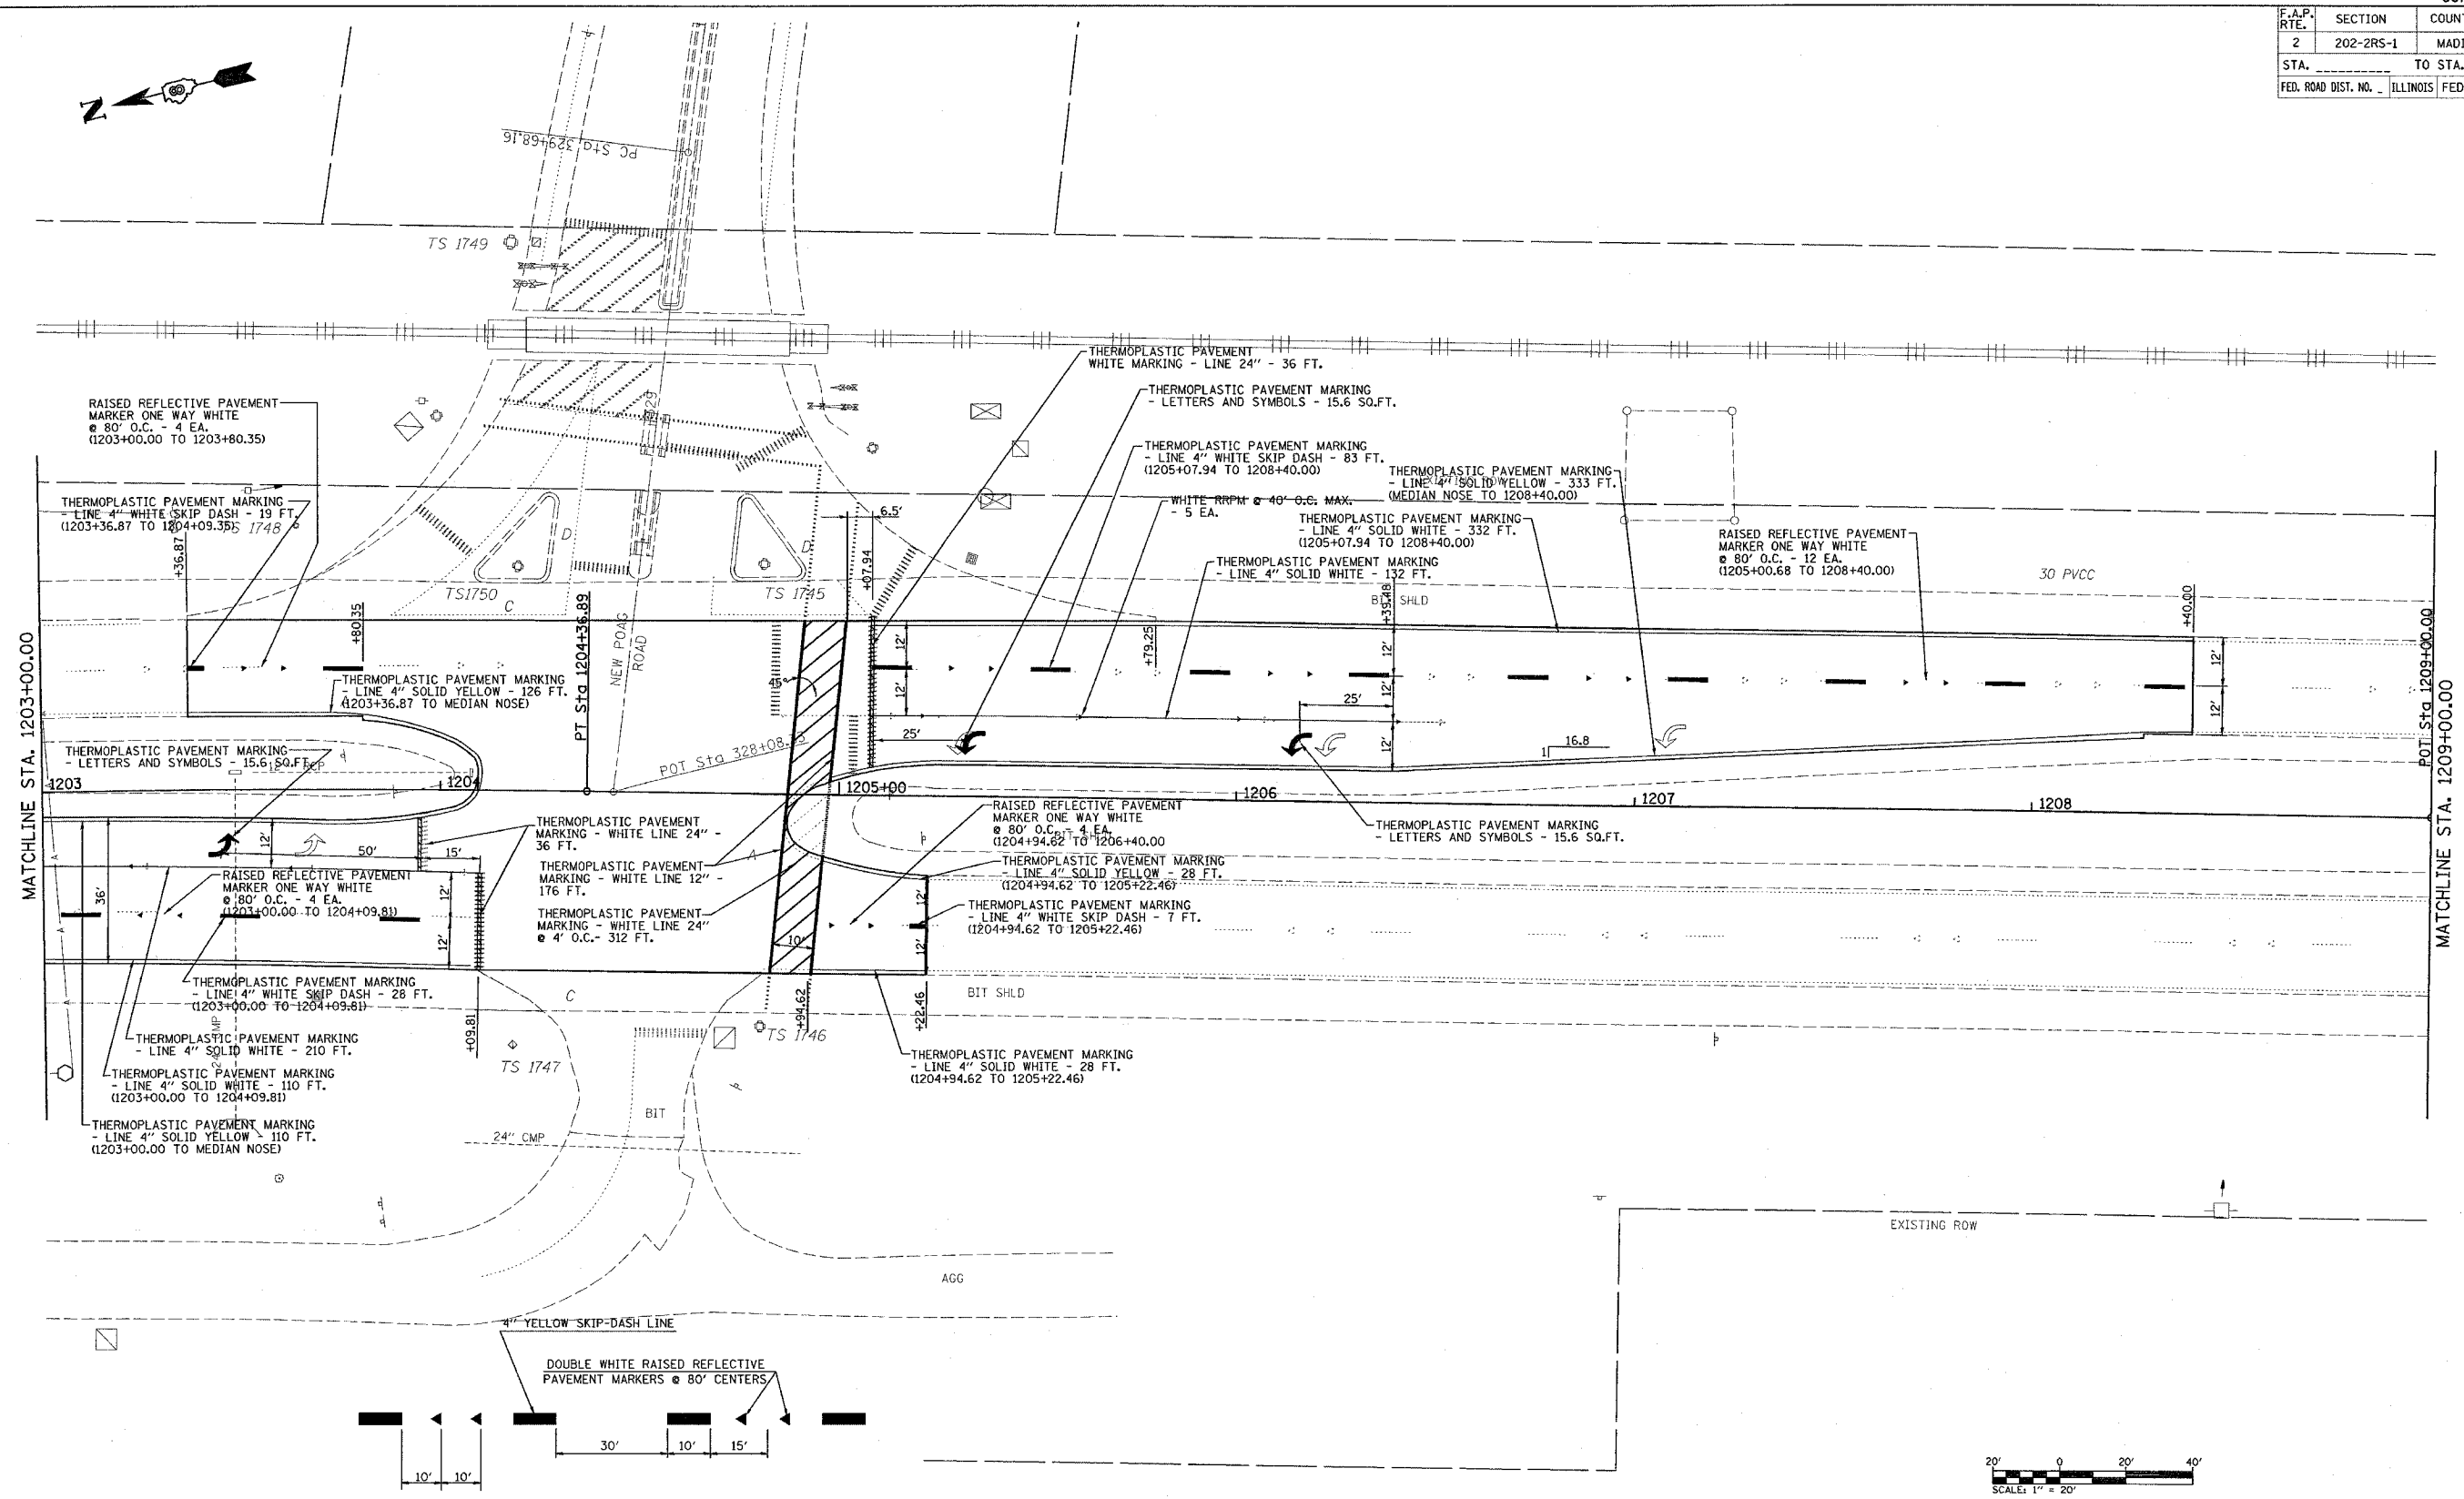 F.A.P. RTE.
SECTION
2
202-2RS-1
STA. __________ TO STA.
FED. ROAD DIST. NO. _
ILLINOIS
FED
N
PC Sta 329+68.16
TS 1749
THERMOPLASTIC PAVEMENT
WHITE MARKING - LINE 24" - 36 FT.
THERMOPLASTIC PAVEMENT MARKING
- LETTERS AND SYMBOLS - 15.6 SQ.FT.
RAISED REFLECTIVE PAVEMENT
MARKER ONE WAY WHITE
@ 80' O.C. - 4 EA.
(1203+00.00 TO 1203+80.35)
THERMOPLASTIC PAVEMENT MARKING
- LINE 4" WHITE SKIP DASH - 83 FT.
(1205+07.94 TO 1208+40.00)
THERMOPLASTIC PAVEMENT MARKING
- LINE 4" SOLID YELLOW - 333 FT.
(MEDIAN NOSE TO 1208+40.00)
THERMOPLASTIC PAVEMENT MARKING
- LINE 4" WHITE SKIP DASH - 19 FT.
(1203+36.87 TO 1204+09.35)
TS 1748
WHITE RRPM @ 40' O.C. MAX.
- 5 EA.
6.5'
THERMOPLASTIC PAVEMENT MARKING
- LINE 4" SOLID WHITE - 332 FT.
(1205+07.94 TO 1208+40.00)
RAISED REFLECTIVE PAVEMENT
MARKER ONE WAY WHITE
@ 80' O.C. - 12 EA.
(1205+00.68 TO 1208+40.00)
THERMOPLASTIC PAVEMENT MARKING
- LINE 4" SOLID WHITE - 132 FT.
30 PVCC
+36.87
+07.94
D
D
TS1750
TS 1745
C
BIT SHLD
+39.48
+40.00
+80.35
PT Sta 1204+36.89
NEW POAG
ROAD
+79.25
MATCHLINE STA. 1203+00.00
POT Sta 1209+00.00
MATCHLINE STA. 1209+00.00
12'
12'
12'
12'
12'
12'
12'
THERMOPLASTIC PAVEMENT MARKING
- LINE 4" SOLID YELLOW - 126 FT.
(1203+36.87 TO MEDIAN NOSE)
45°
25'
25'
1
16.8
THERMOPLASTIC PAVEMENT MARKING
- LETTERS AND SYMBOLS - 15.6 SQ.FT.
1203
1204
1205+00
1206
1207
1208
RAISED REFLECTIVE PAVEMENT
MARKER ONE WAY WHITE
@ 80' O.C. - 4 EA.
(1204+94.62 TO 1206+40.00
THERMOPLASTIC PAVEMENT MARKING
- LETTERS AND SYMBOLS - 15.6 SQ.FT.
THERMOPLASTIC PAVEMENT
MARKING - WHITE LINE 24" -
36 FT.
12'
50'
15'
36'
THERMOPLASTIC PAVEMENT
MARKING - WHITE LINE 12" -
176 FT.
A
THERMOPLASTIC PAVEMENT MARKING
- LINE 4" SOLID YELLOW - 28 FT.
(1204+94.62 TO 1205+22.46)
RAISED REFLECTIVE PAVEMENT
MARKER ONE WAY WHITE
@ 80' O.C. - 4 EA.
(1203+00.00 TO 1204+09.81)
12'
12'
12'
12'
THERMOPLASTIC PAVEMENT
MARKING - WHITE LINE 24"
@ 4' O.C.- 312 FT.
10'
THERMOPLASTIC PAVEMENT MARKING
- LINE 4" WHITE SKIP DASH - 7 FT.
(1204+94.62 TO 1205+22.46)
THERMOPLASTIC PAVEMENT MARKING
- LINE 4" WHITE SKIP DASH - 28 FT.
(1203+00.00 TO 1204+09.81)
C
BIT SHLD
+09.81
+94.62
+22.46
THERMOPLASTIC PAVEMENT MARKING
- LINE 4" SOLID WHITE - 210 FT.
TS 1747
TS 1746
THERMOPLASTIC PAVEMENT MARKING
- LINE 4" SOLID WHITE - 28 FT.
(1204+94.62 TO 1205+22.46)
THERMOPLASTIC PAVEMENT MARKING
- LINE 4" SOLID WHITE - 110 FT.
(1203+00.00 TO 1204+09.81)
BIT
THERMOPLASTIC PAVEMENT MARKING
- LINE 4" SOLID YELLOW - 110 FT.
(1203+00.00 TO MEDIAN NOSE)
24" CMP
EXISTING ROW
AGG
4" YELLOW SKIP-DASH LINE
DOUBLE WHITE RAISED REFLECTIVE
PAVEMENT MARKERS @ 80' CENTERS
30'
10'
15'
10'
10'
20'
0
20'
40'
SCALE: 1" = 20'